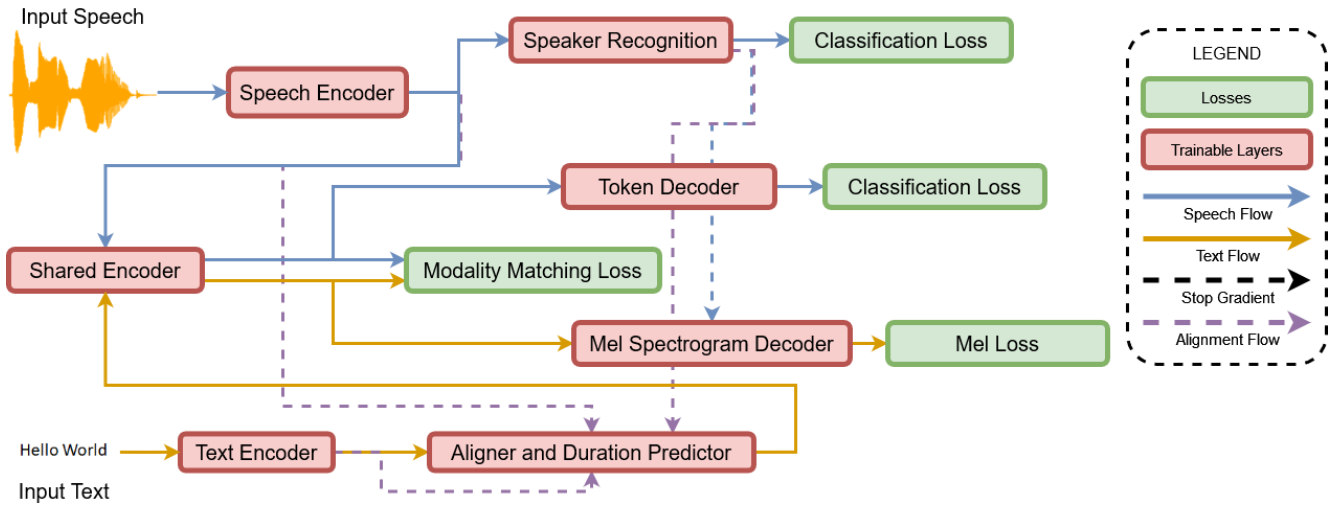 Input Speech
Speech Encoder
Speaker Recognition
Classification Loss
Token Decoder
Classification Loss
Shared Encoder
Modality Matching Loss
Mel Spectrogram Decoder
Mel Loss
Hello World
Text Encoder
Aligner and Duration Predictor
Input Text
LEGEND
Losses
Trainable Layers
Speech Flow
Text Flow
Stop Gradient
Alignment Flow